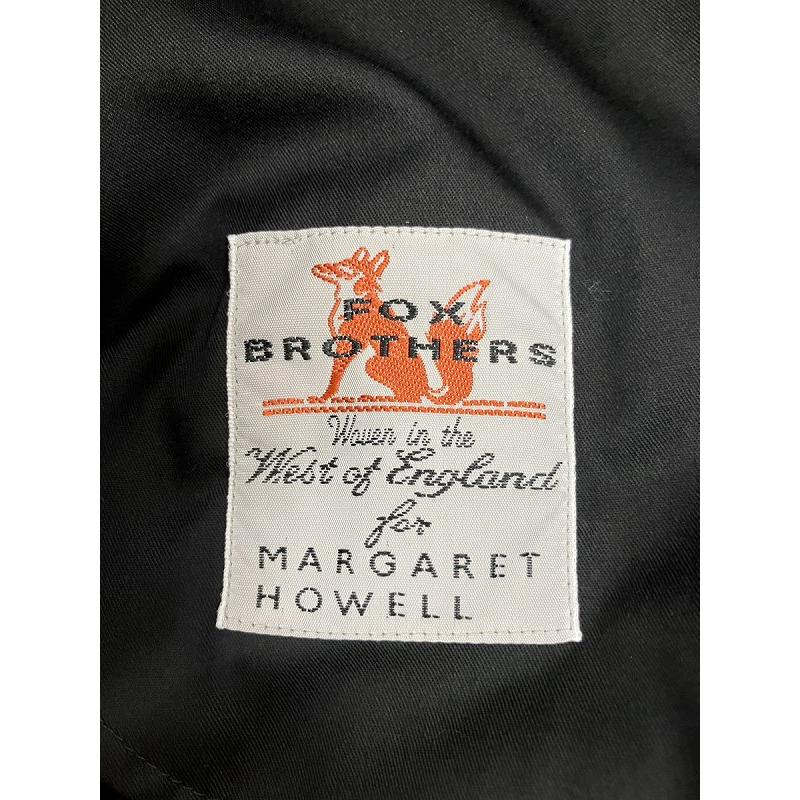 FOX
BROTHERS
Woven in the
West of England
for
MARGARET
HOWELL